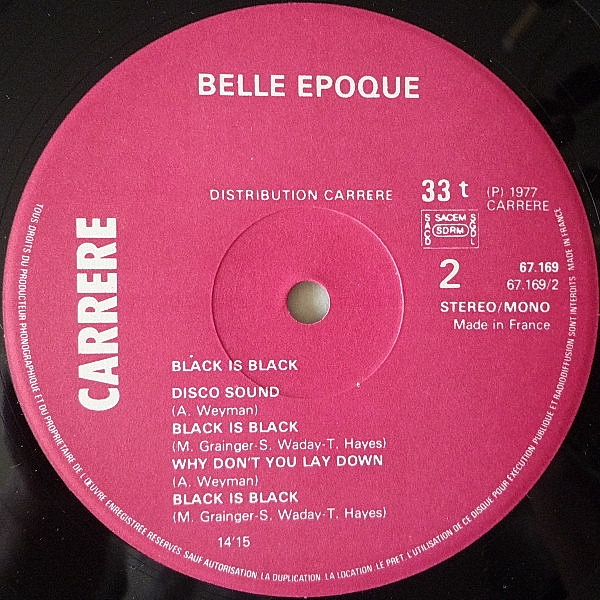 BELLE EPOQUE
DISTRIBUTION CARRERE
33 t
(P) 1977
CARRERE
SACD SACEM SDRM SGDL
2
67.169
67.169/2
STEREO/MONO
Made in France
CARRERE
BLACK IS BLACK
DISCO SOUND
(A. Weyman)
BLACK IS BLACK
(M. Grainger-S. Waday-T. Hayes)
WHY DON'T YOU LAY DOWN
(A. Weyman)
BLACK IS BLACK
(M. Grainger-S. Waday-T. Hayes)
14'15
TOUS DROITS DU PRODUCTEUR PHONOGRAPHIQUE ET DU PROPRIETAIRE DE L'ŒUVRE ENREGISTREE RESERVES. SAUF AUTORISATION, LA DUPLICATION, LA LOCATION, LE PRET, L'UTILISATION DE CE DISQUE POUR EXECUTION PUBLIQUE ET RADIODIFFUSION SONT INTERDITS MADE IN FRANCE